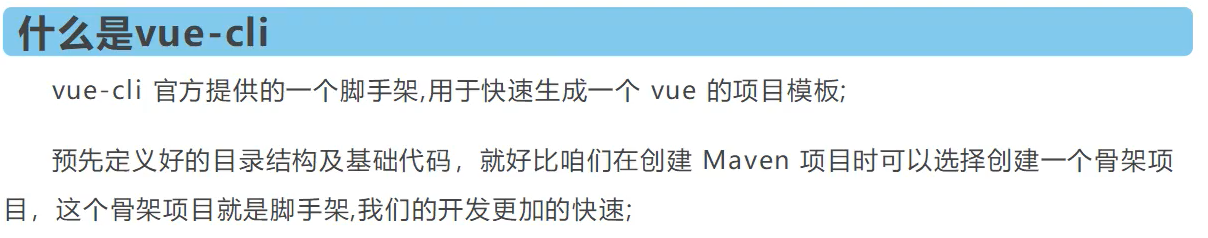 什么是vue-cli
vue-cli 官方提供的一个脚手架,用于快速生成一个 vue 的项目模板;
预先定义好的目录结构及基础代码，就好比咱们在创建 Maven 项目时可以选择创建一个骨架项
目，这个骨架项目就是脚手架,我们的开发更加的快速;